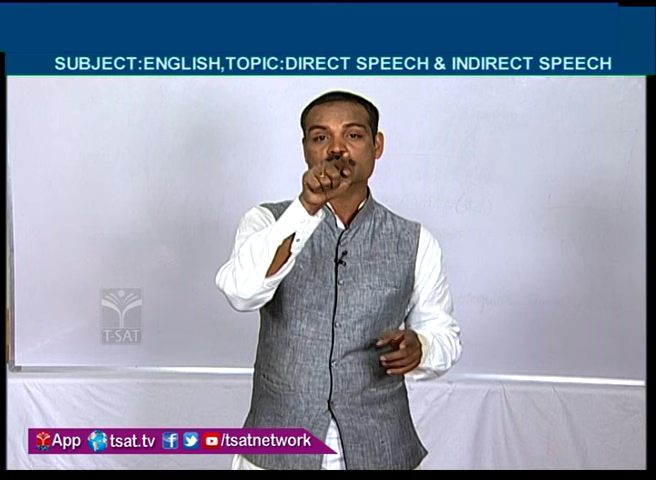 SUBJECT:ENGLISH,TOPIC:DIRECT SPEECH & INDIRECT SPEECH
T-SAT
App tsat.tv /tsatnetwork